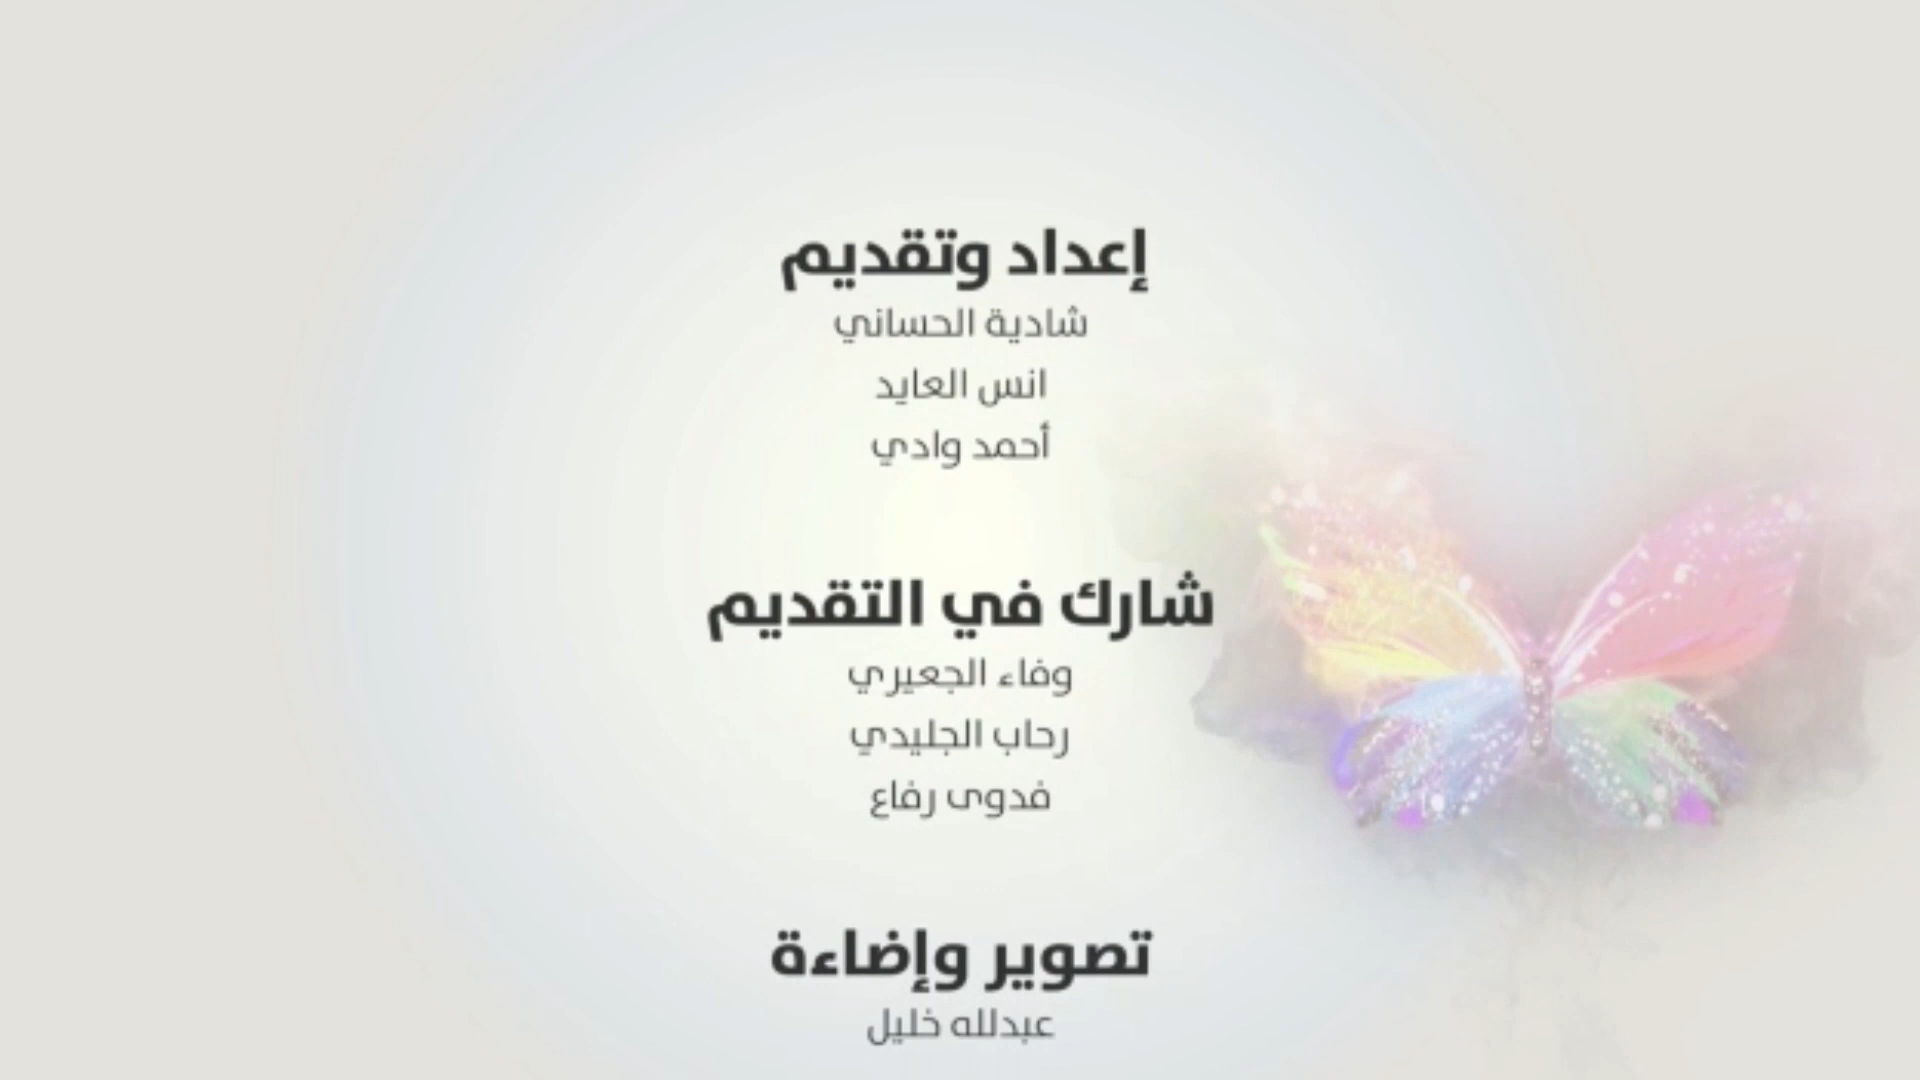 إعداد وتقديم
شادية الحساني
انس العايد
أحمد وادي
شارك في التقديم
وفاء الجعيري
رحاب الجليدي
فدوى رفاع
تصوير وإضاءة
عبدلله خليل